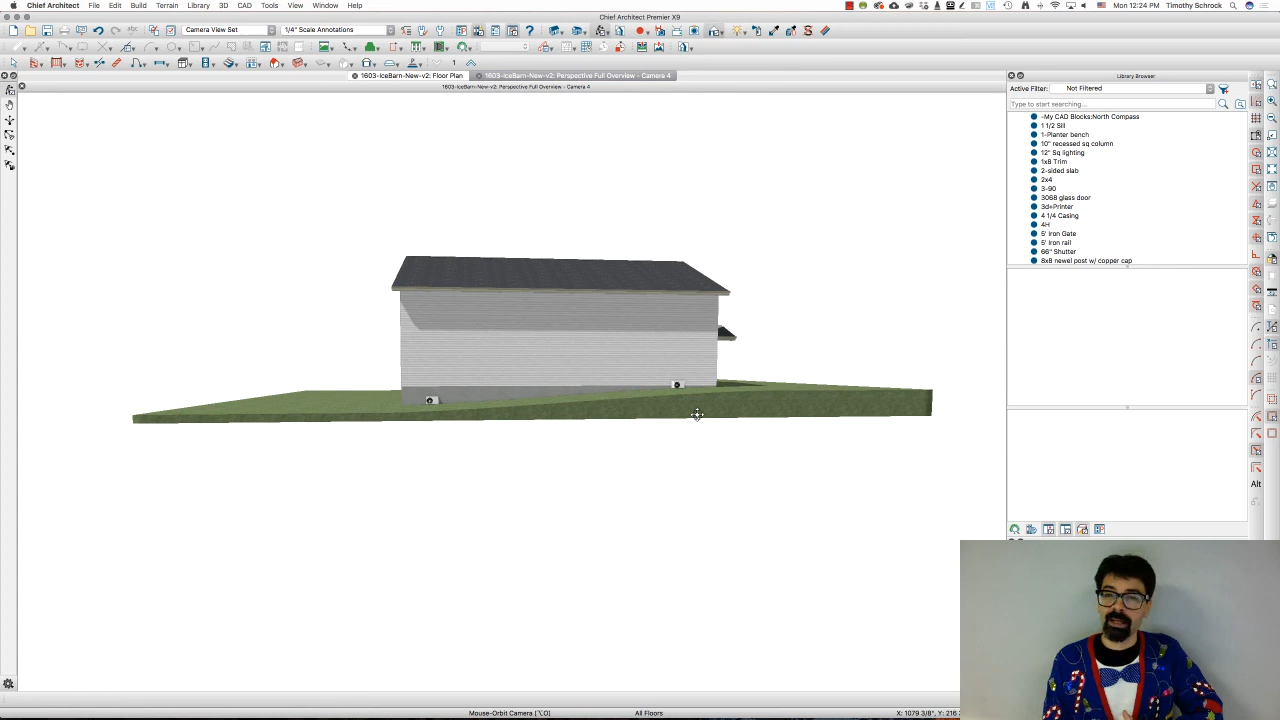 Chief Architect File Edit Build Terrain Library 3D CAD Tools View Window Help
Mon 12:24 PM Timothy Schrock
Chief Architect Premier X9
Camera View Set
1/4" Scale Annotations
1603-IceBarn-New-v2: Floor Plan
1603-IceBarn-New-v2: Perspective Full Overview - Camera 4
1603-IceBarn-New-v2: Perspective Full Overview - Camera 4
Library Browser
Active Filter: Not Filtered
Type to start searching...
-My CAD Blocks:North Compass
1 1/2 Sill
1-Planter bench
10" recessed sq column
12" Sq lighting
1x8 Trim
2-sided slab
2x4
3-90
3068 glass door
3d+Printer
4 1/4 Casing
4H
5' Iron Gate
5' Iron rail
66" Shutter
8x8 newel post w/ copper cap
Alt
Mouse-Orbit Camera (⌥O)
All Floors
X: 1079 3/8", Y: 216